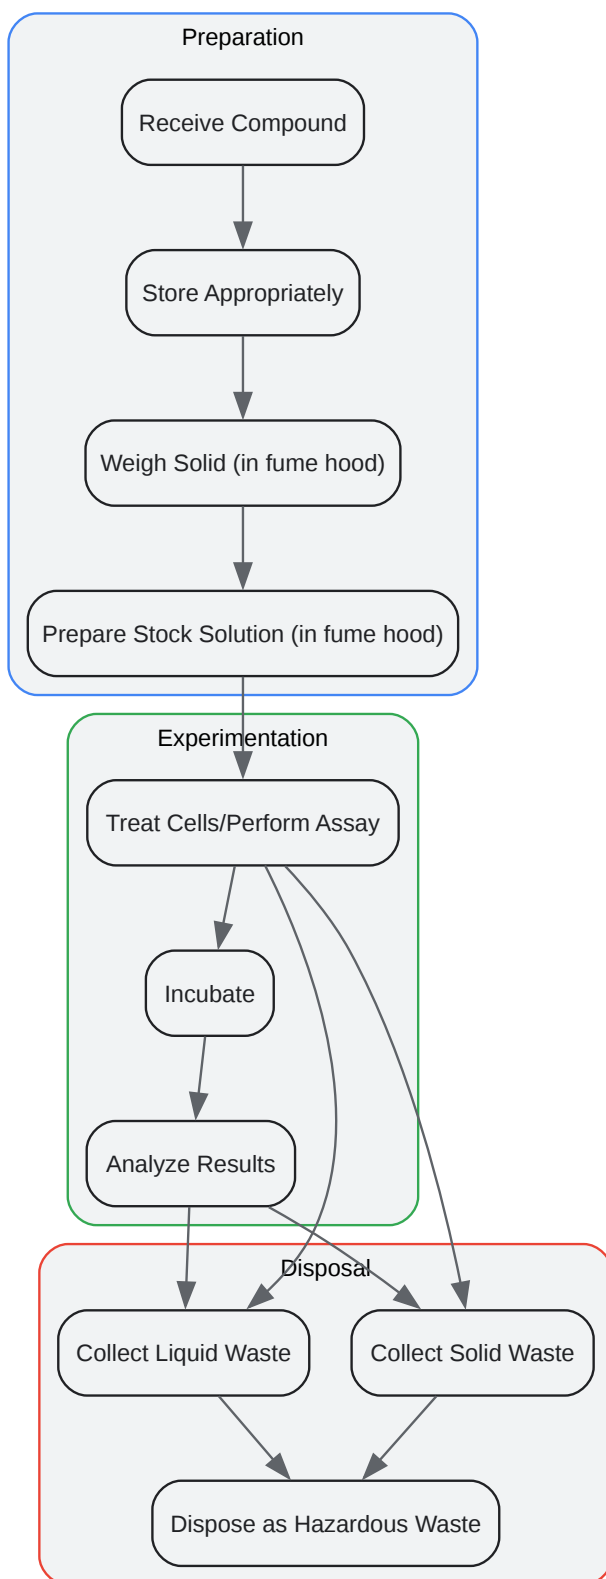 Preparation
Receive Compound
Store Appropriately
Weigh Solid (in fume hood)
Prepare Stock Solution (in fume hood)
Experimentation
Treat Cells/Perform Assay
Incubate
Analyze Results
Disposal
Collect Liquid Waste
Collect Solid Waste
Dispose as Hazardous Waste